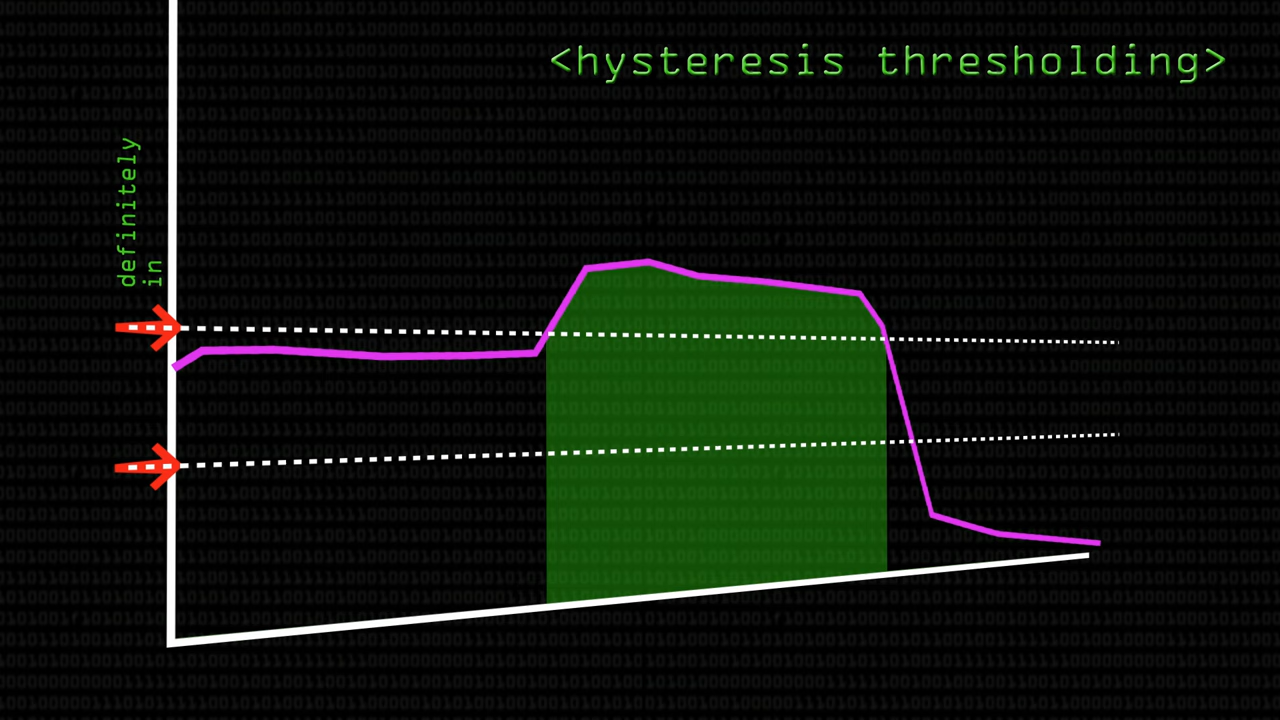 <hysteresis thresholding>
definitely
in